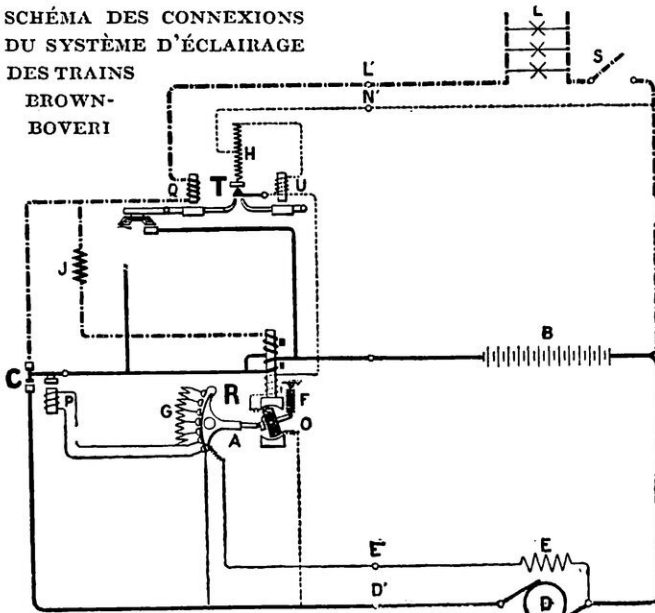 SCHÉMA DES CONNEXIONS
DU SYSTÈME D'ÉCLAIRAGE
DES TRAINS
BROWN-
BOVERI
L
S
L'
N'
H
Q
T
U
J
B
C
P
R
F
G
A
O
E'
E
D'
D